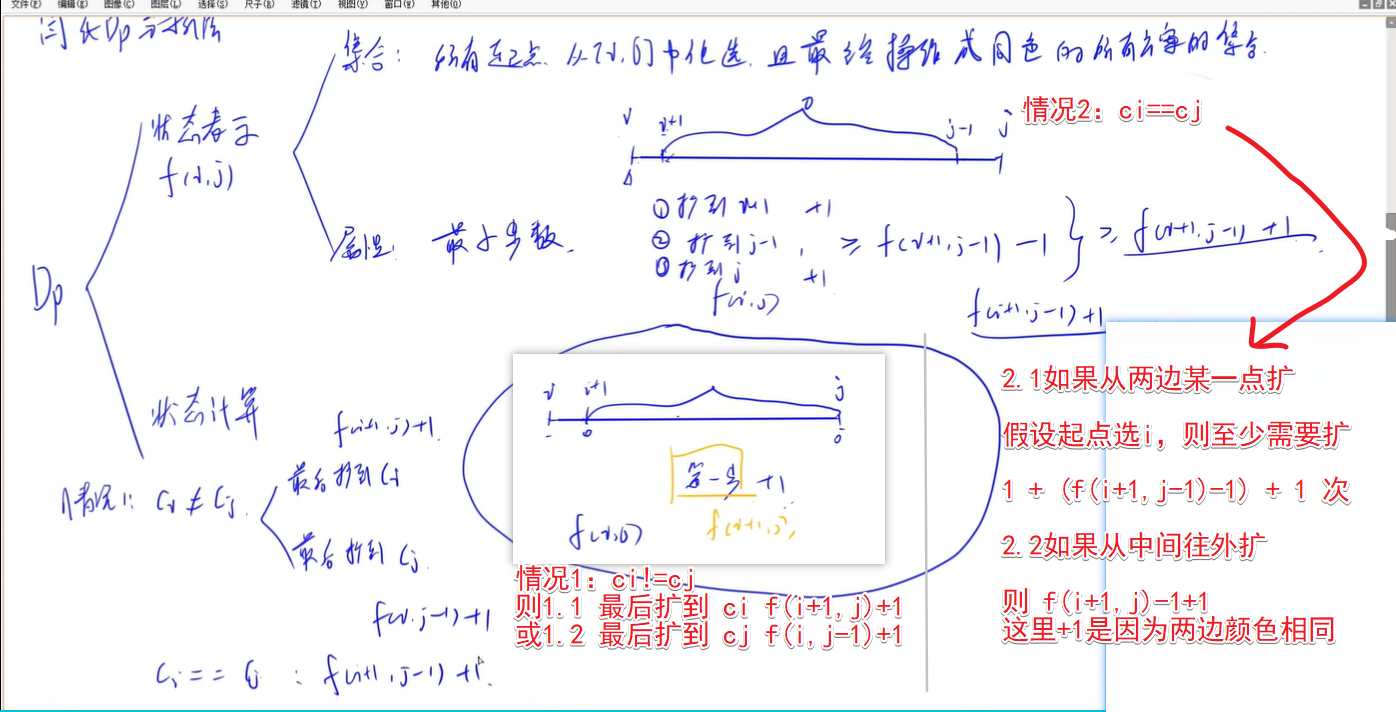 文件(F) 编辑(E) 图像(C) 图层(L) 选择(S) 尺子(B) 滤镜(T) 视图(V) 窗口(W) 其他(O)
闫氏Dp分析法
集合: 所有起点从[i,j]中任选,且最终操作成同色的所有方案的集合.
状态表示
f(i,j)
属性: 最少步数.
Dp
i i+1 j-1 j
情况2: ci==cj
① 扩到i+1 +1
② 扩到j-1, ≥ f(i+1,j-1) -1
③ 扩到j +1
≥ f(i+1,j-1) +1
f(i,j)
f(i+1,j-1)+1
状态计算
f(i+1,j)+1
情况1: Ci ≠ Cj
最后扩到Ci
最后扩到Cj
f(i,j-1)+1
Ci == Cj : f(i+1,j-1)+1.
i i+1 j
第一步 +1
f(i,j) f(i+1,j)
情况1: ci!=cj
则1.1 最后扩到 ci f(i+1,j)+1
或1.2 最后扩到 cj f(i,j-1)+1
2.1如果从两边某一点扩
假设起点选i, 则至少需要扩
1 + (f(i+1,j-1)-1) + 1 次
2.2如果从中间往外扩
则 f(i+1,j)-1+1
这里+1是因为两边颜色相同